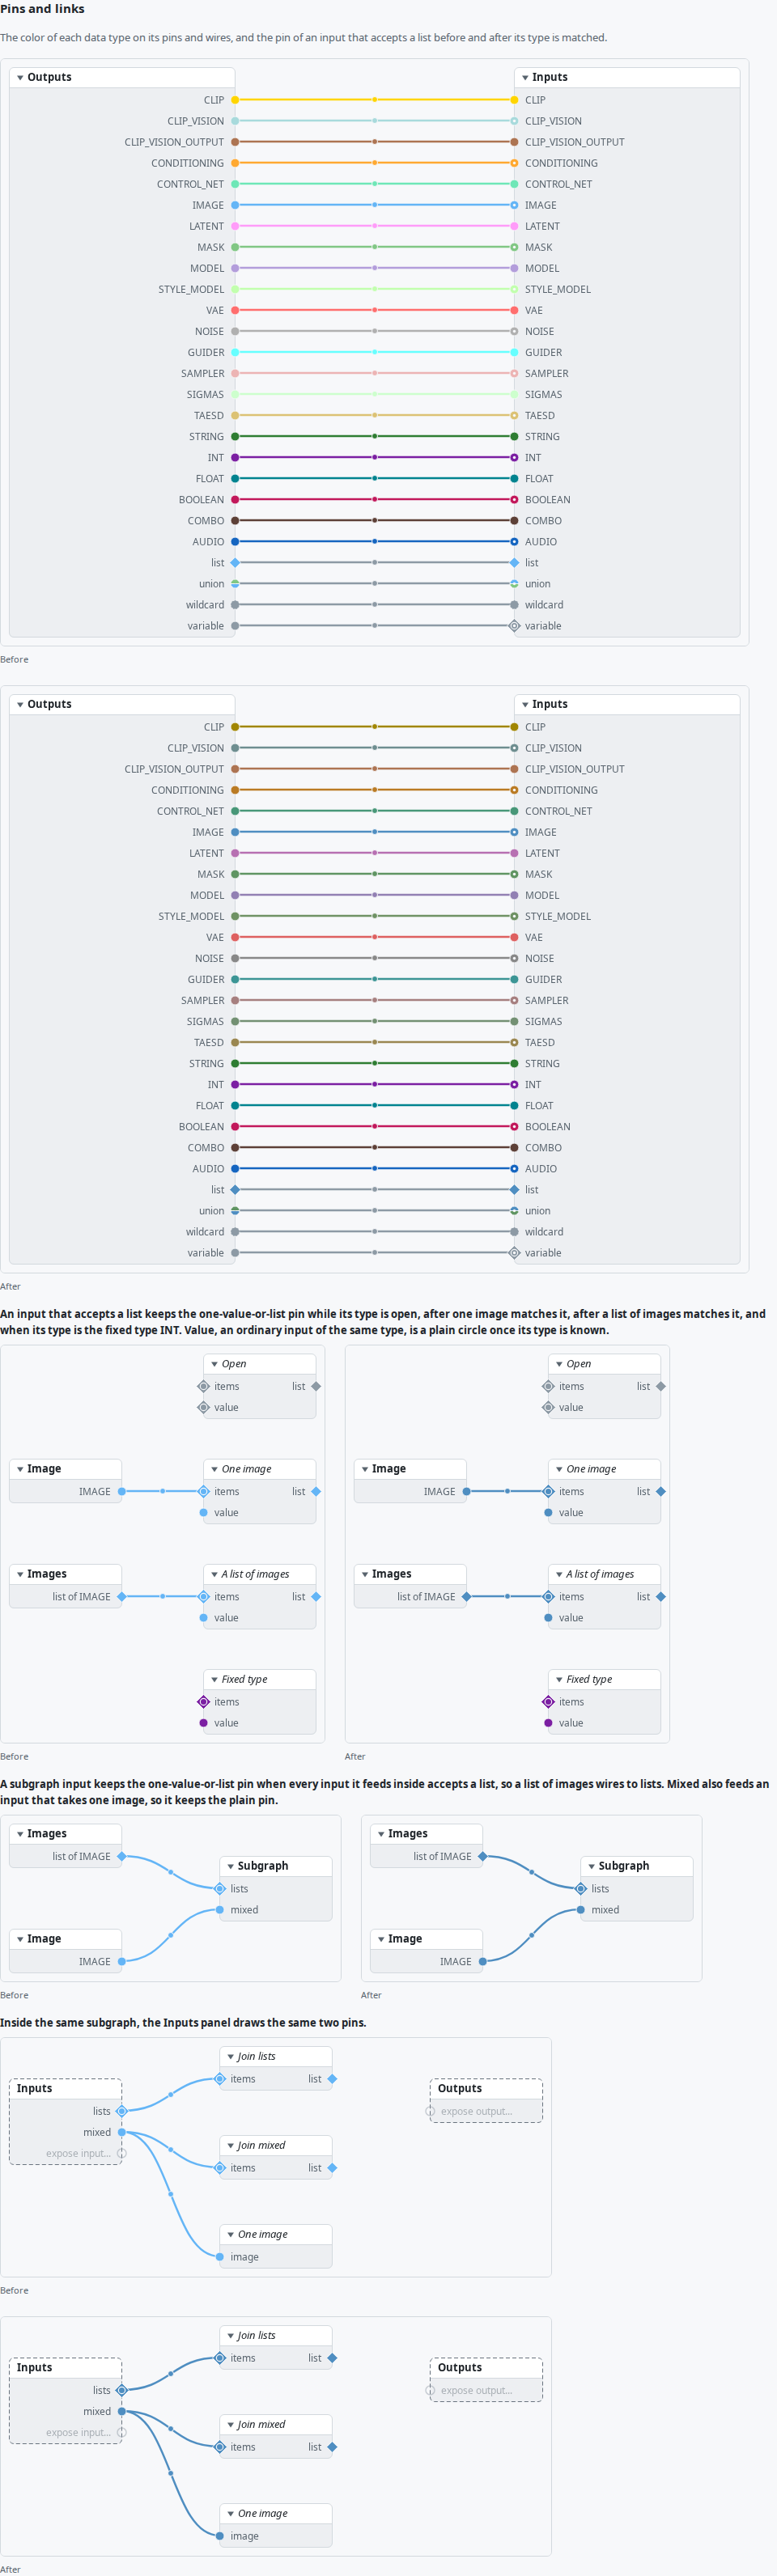 Pins and links
The color of each data type on its pins and wires, and the pin of an input that accepts a list before and after its type is matched.
Outputs Inputs
CLIP CLIP
CLIP_VISION CLIP_VISION
CLIP_VISION_OUTPUT CLIP_VISION_OUTPUT
CONDITIONING CONDITIONING
CONTROL_NET CONTROL_NET
IMAGE IMAGE
LATENT LATENT
MASK MASK
MODEL MODEL
STYLE_MODEL STYLE_MODEL
VAE VAE
NOISE NOISE
GUIDER GUIDER
SAMPLER SAMPLER
SIGMAS SIGMAS
TAESD TAESD
STRING STRING
INT INT
FLOAT FLOAT
BOOLEAN BOOLEAN
COMBO COMBO
AUDIO AUDIO
list list
union union
wildcard wildcard
variable variable
Before
Outputs Inputs
CLIP CLIP
CLIP_VISION CLIP_VISION
CLIP_VISION_OUTPUT CLIP_VISION_OUTPUT
CONDITIONING CONDITIONING
CONTROL_NET CONTROL_NET
IMAGE IMAGE
LATENT LATENT
MASK MASK
MODEL MODEL
STYLE_MODEL STYLE_MODEL
VAE VAE
NOISE NOISE
GUIDER GUIDER
SAMPLER SAMPLER
SIGMAS SIGMAS
TAESD TAESD
STRING STRING
INT INT
FLOAT FLOAT
BOOLEAN BOOLEAN
COMBO COMBO
AUDIO AUDIO
list list
union union
wildcard wildcard
variable variable
After
An input that accepts a list keeps the one-value-or-list pin while its type is open, after one image matches it, after a list of images matches it, and
when its type is the fixed type INT. Value, an ordinary input of the same type, is a plain circle once its type is known.
Open Open
items list items list
value value
Image One image Image One image
IMAGE items list IMAGE items list
value value
Images A list of images Images A list of images
list of IMAGE items list list of IMAGE items list
value value
Fixed type Fixed type
items items
value value
Before After
A subgraph input keeps the one-value-or-list pin when every input it feeds inside accepts a list, so a list of images wires to lists. Mixed also feeds an
input that takes one image, so it keeps the plain pin.
Images Images
list of IMAGE list of IMAGE
Subgraph Subgraph
lists lists
mixed mixed
Image Image
IMAGE IMAGE
Before After
Inside the same subgraph, the Inputs panel draws the same two pins.
Join lists
items list
Inputs Outputs
lists expose output...
mixed
Join mixed
expose input...
items list
One image
image
Before
Join lists
items list
Inputs Outputs
lists expose output...
mixed
Join mixed
expose input...
items list
One image
image
After